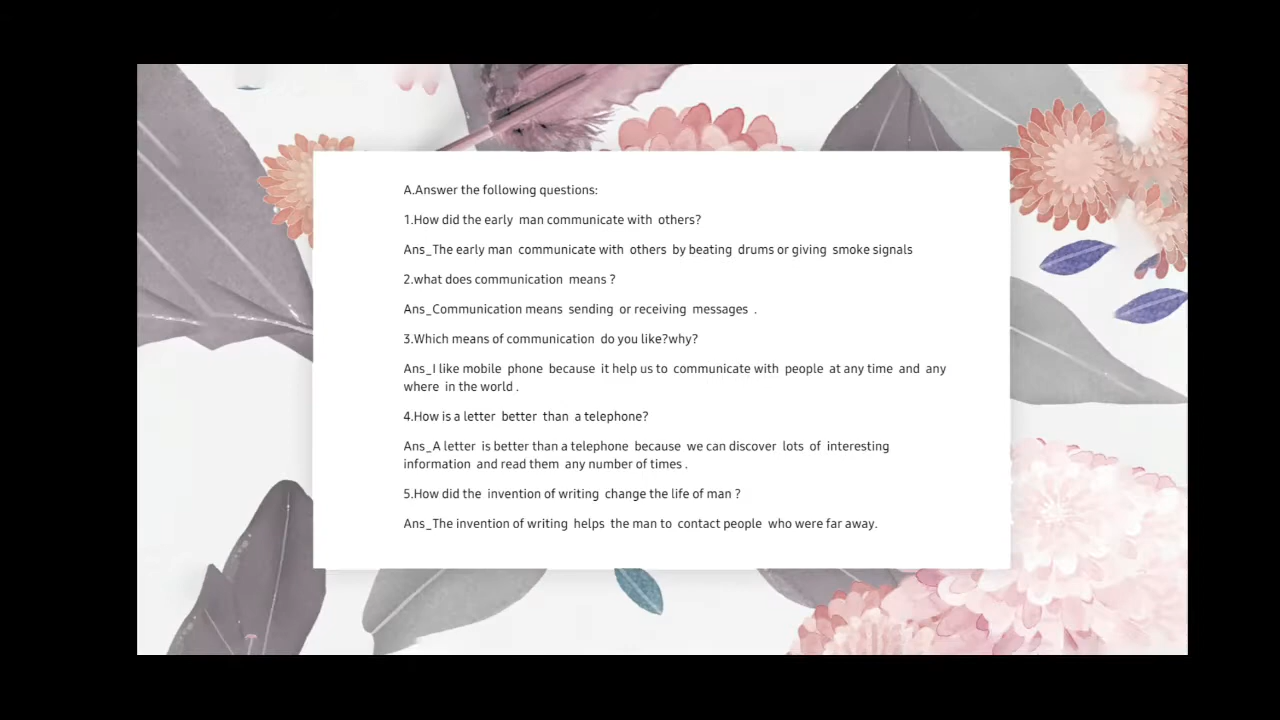 A.Answer the following questions:
1.How did the early man communicate with others?
Ans_The early man communicate with others by beating drums or giving smoke signals
2.what does communication means ?
Ans_Communication means sending or receiving messages .
3.Which means of communication do you like?why?
Ans_I like mobile phone because it help us to communicate with people at any time and any
where in the world .
4.How is a letter better than a telephone?
Ans_A letter is better than a telephone because we can discover lots of interesting
information and read them any number of times .
5.How did the invention of writing change the life of man ?
Ans_The invention of writing helps the man to contact people who were far away.